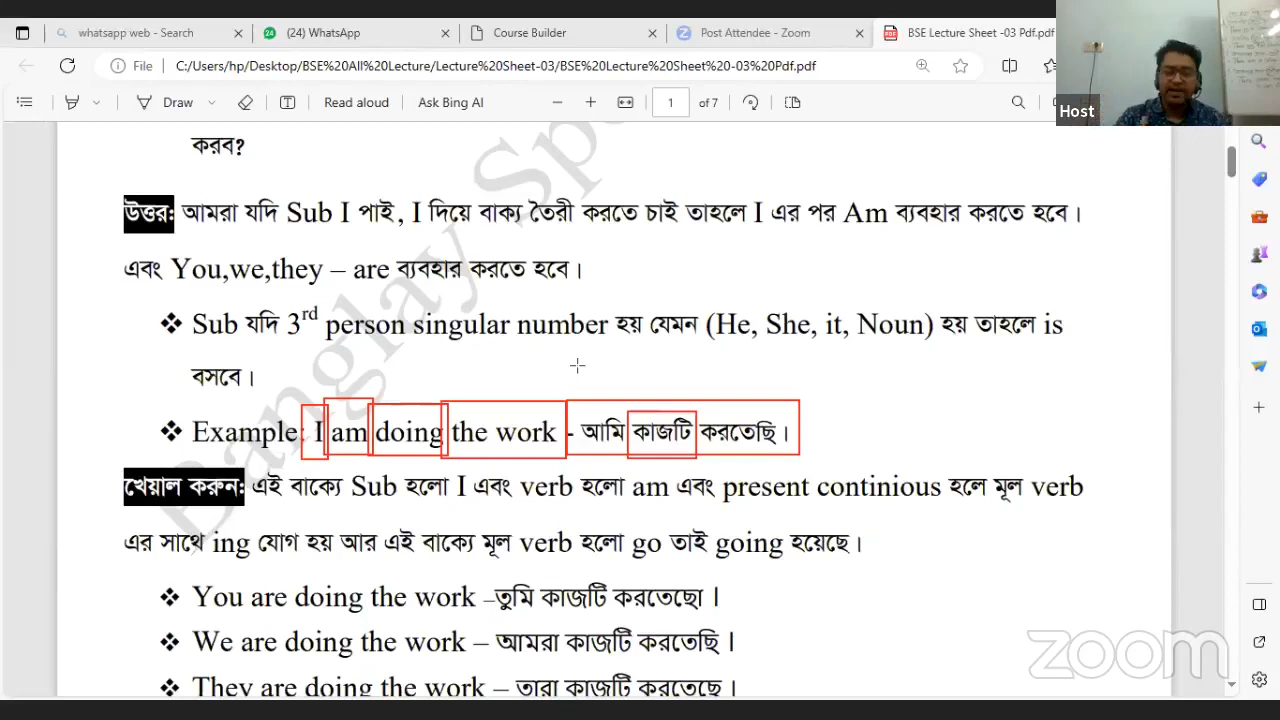 whatsapp web - Search
(24) WhatsApp
Course Builder
Post Attendee - Zoom
BSE Lecture Sheet -03 Pdf.pdf
File
C:/Users/hp/Desktop/BSE%20All%20Lecture/Lecture%20Sheet-03/BSE%20Lecture%20Sheet%20-03%20Pdf.pdf
Draw
Read aloud
Ask Bing AI
1 of 7
Host
করব?
উত্তর: আমরা যদি Sub I পাই, I দিয়ে বাক্য তৈরী করতে চাই তাহলে I এর পর Am ব্যবহার করতে হবে।
এবং You,we,they – are ব্যবহার করতে হবে।
❖ Sub যদি 3rd person singular number হয় যেমন (He, She, it, Noun) হয় তাহলে is
বসবে।
❖ Example: I am doing the work - আমি কাজটি করতেছি।
খেয়াল করুন: এই বাক্যে Sub হলো I এবং verb হলো am এবং present continious হলে মূল verb
এর সাথে ing যোগ হয় আর এই বাক্যে মূল verb হলো go তাই going হয়েছে।
❖ You are doing the work –তুমি কাজটি করতেছো ।
❖ We are doing the work – আমরা কাজটি করতেছি ।
❖ They are doing the work – তারা কাজটি করতেছে ।
Banglay Sp
zoom